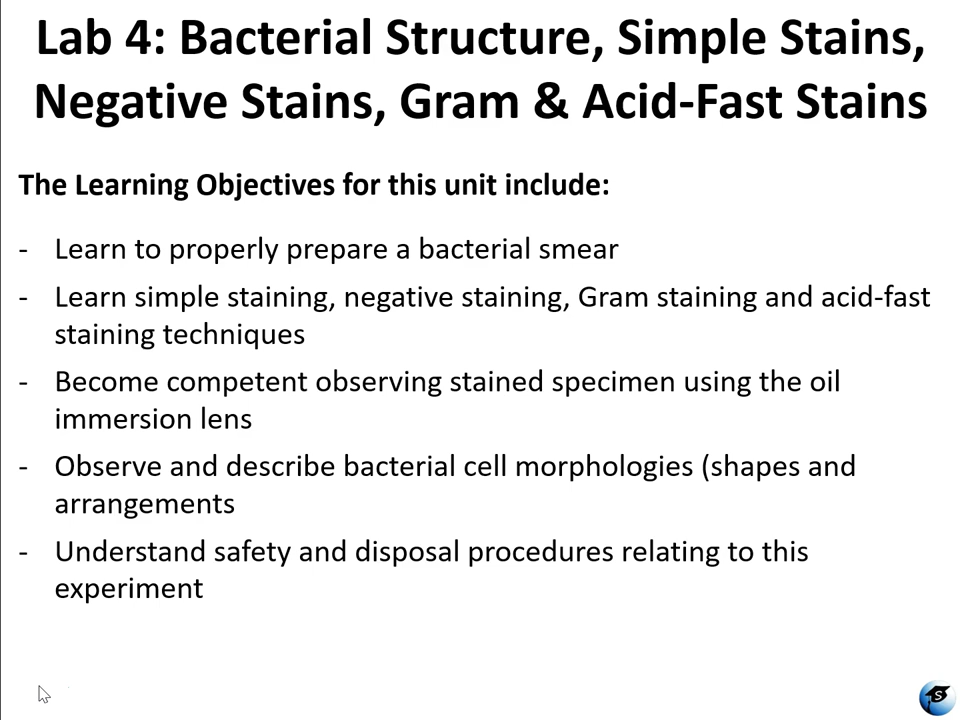 Lab 4: Bacterial Structure, Simple Stains,
Negative Stains, Gram & Acid-Fast Stains
The Learning Objectives for this unit include:
- Learn to properly prepare a bacterial smear
- Learn simple staining, negative staining, Gram staining and acid-fast
staining techniques
- Become competent observing stained specimen using the oil
immersion lens
- Observe and describe bacterial cell morphologies (shapes and
arrangements
- Understand safety and disposal procedures relating to this
experiment
S